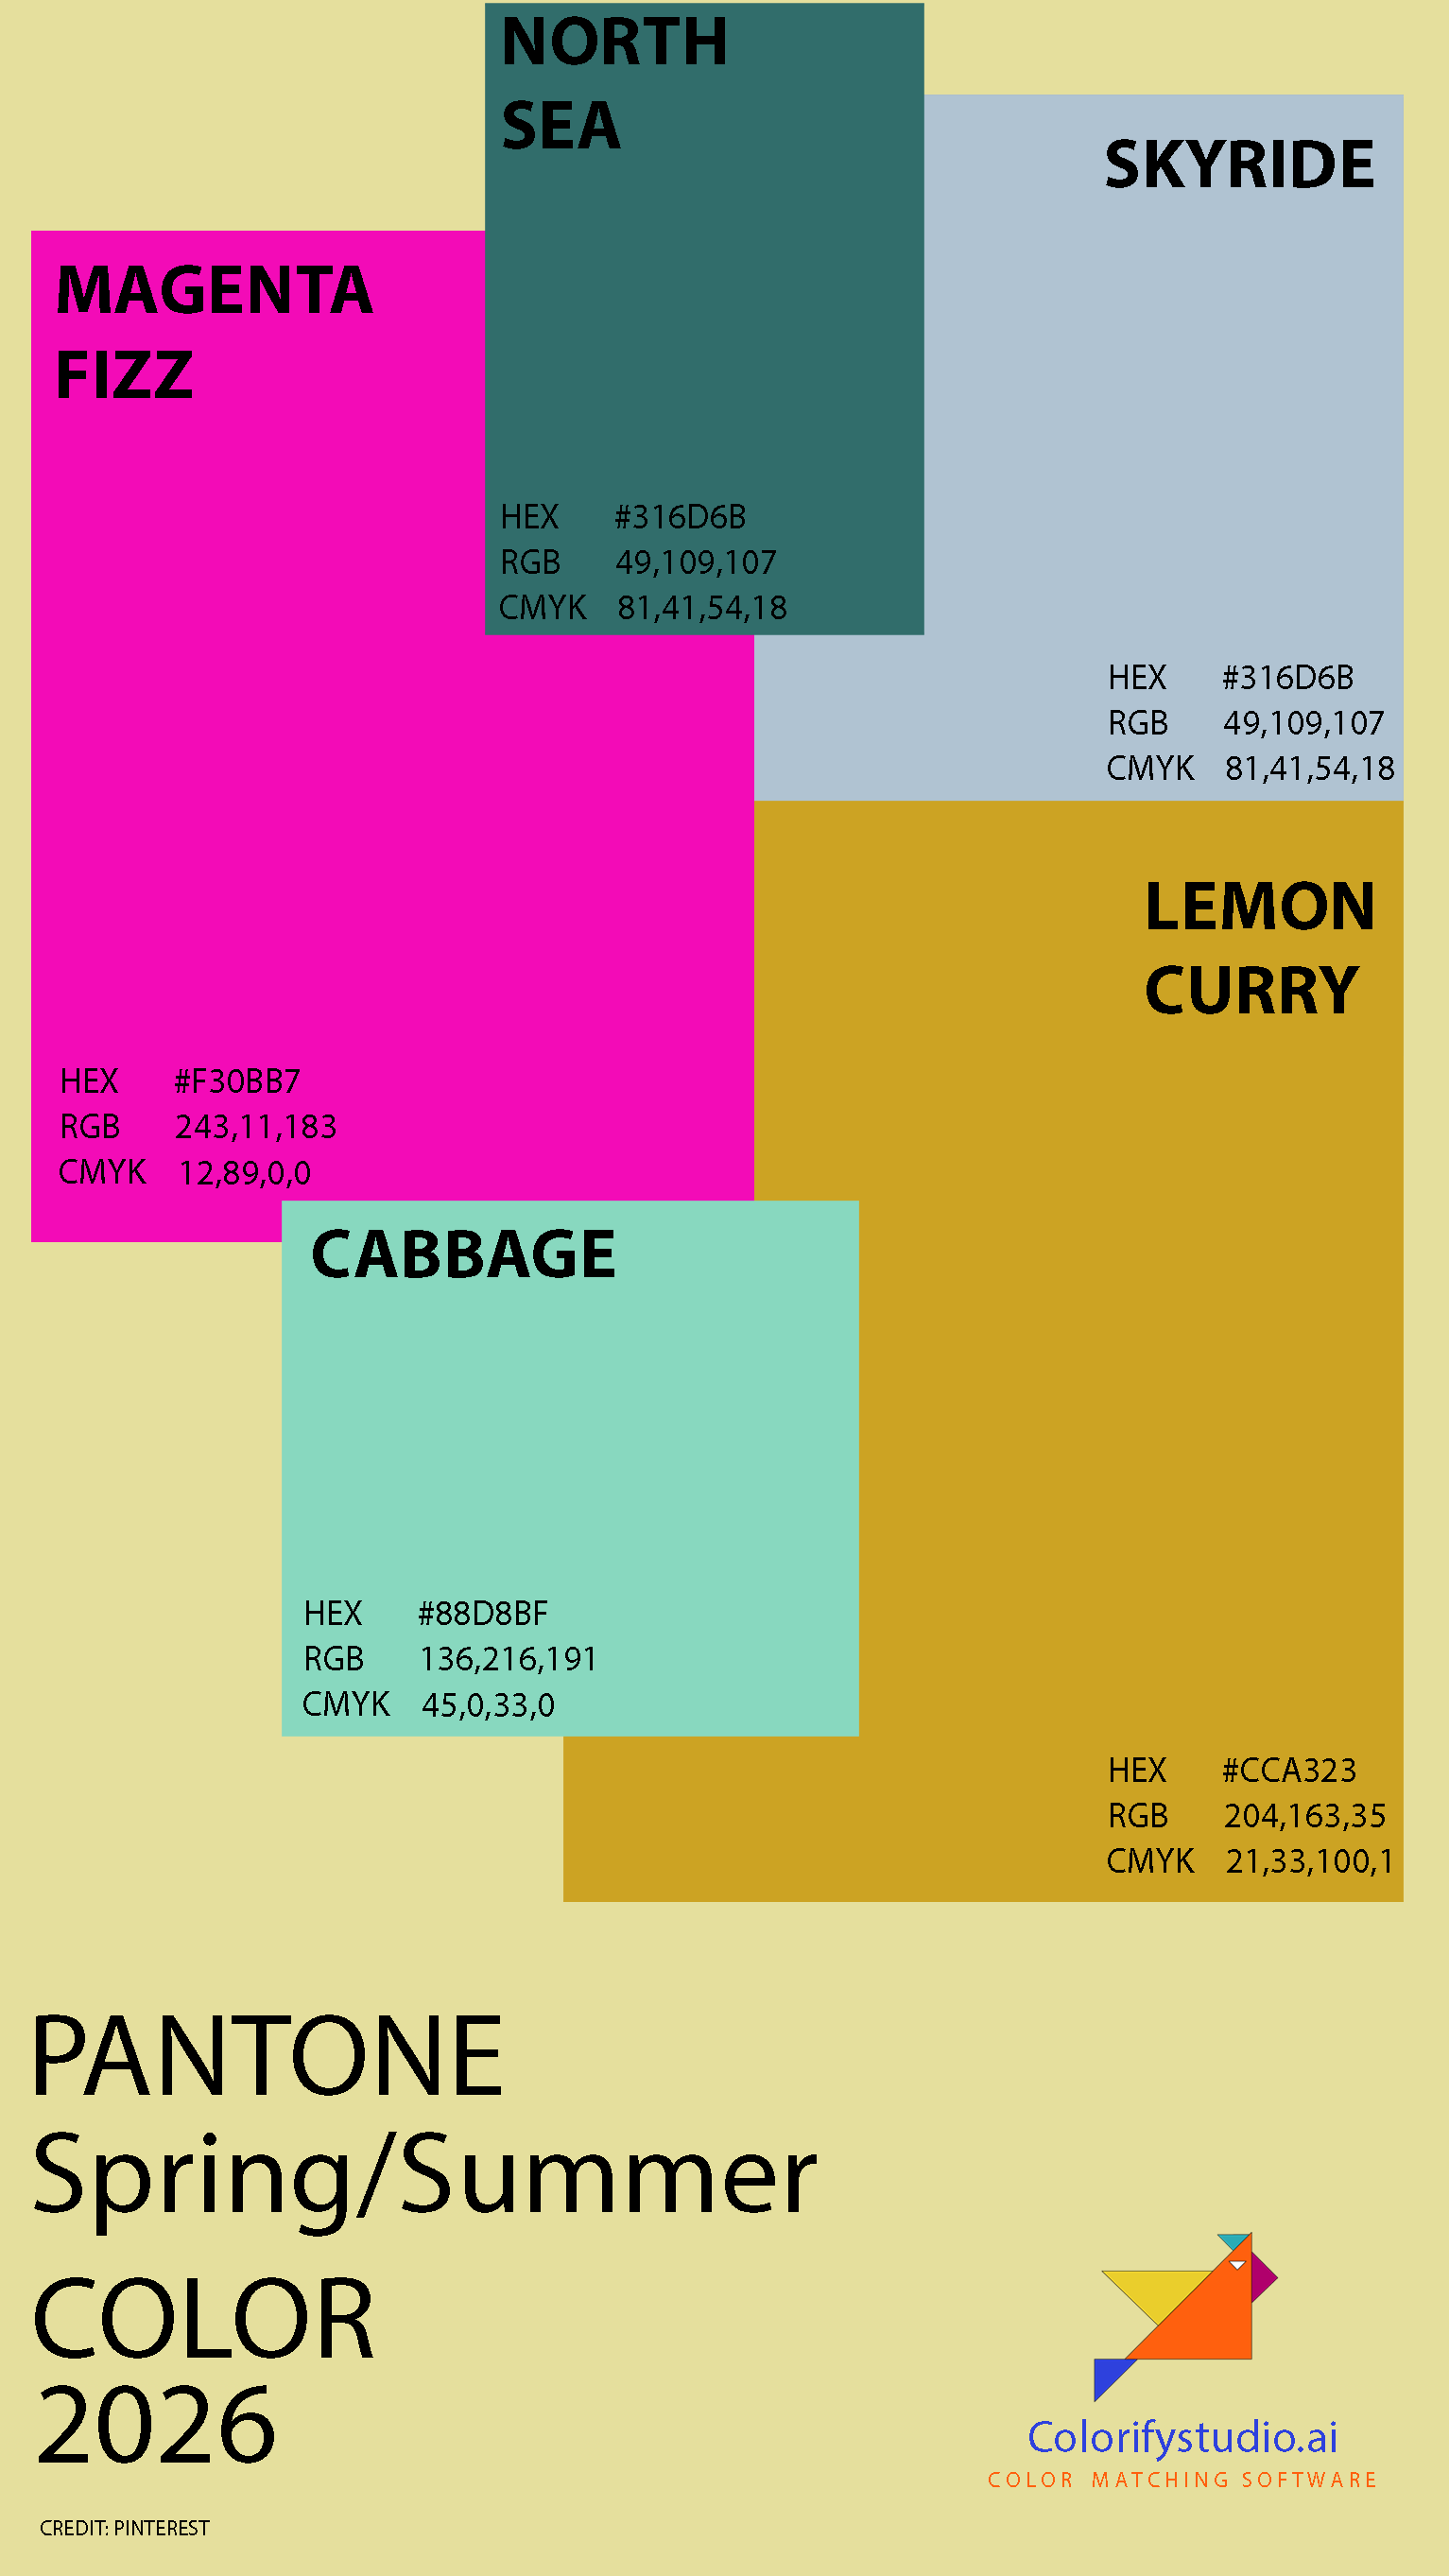 NORTH
SEA
HEX #316D6B
RGB 49,109,107
CMYK 81,41,54,18
SKYRIDE
HEX #316D6B
RGB 49,109,107
CMYK 81,41,54,18
MAGENTA
FIZZ
HEX #F30BB7
RGB 243,11,183
CMYK 12,89,0,0
LEMON
CURRY
HEX #CCA323
RGB 204,163,35
CMYK 21,33,100,1
CABBAGE
HEX #88D8BF
RGB 136,216,191
CMYK 45,0,33,0
PANTONE
Spring/Summer
COLOR
2026
CREDIT: PINTEREST
Colorifystudio.ai
COLOR MATCHING SOFTWARE